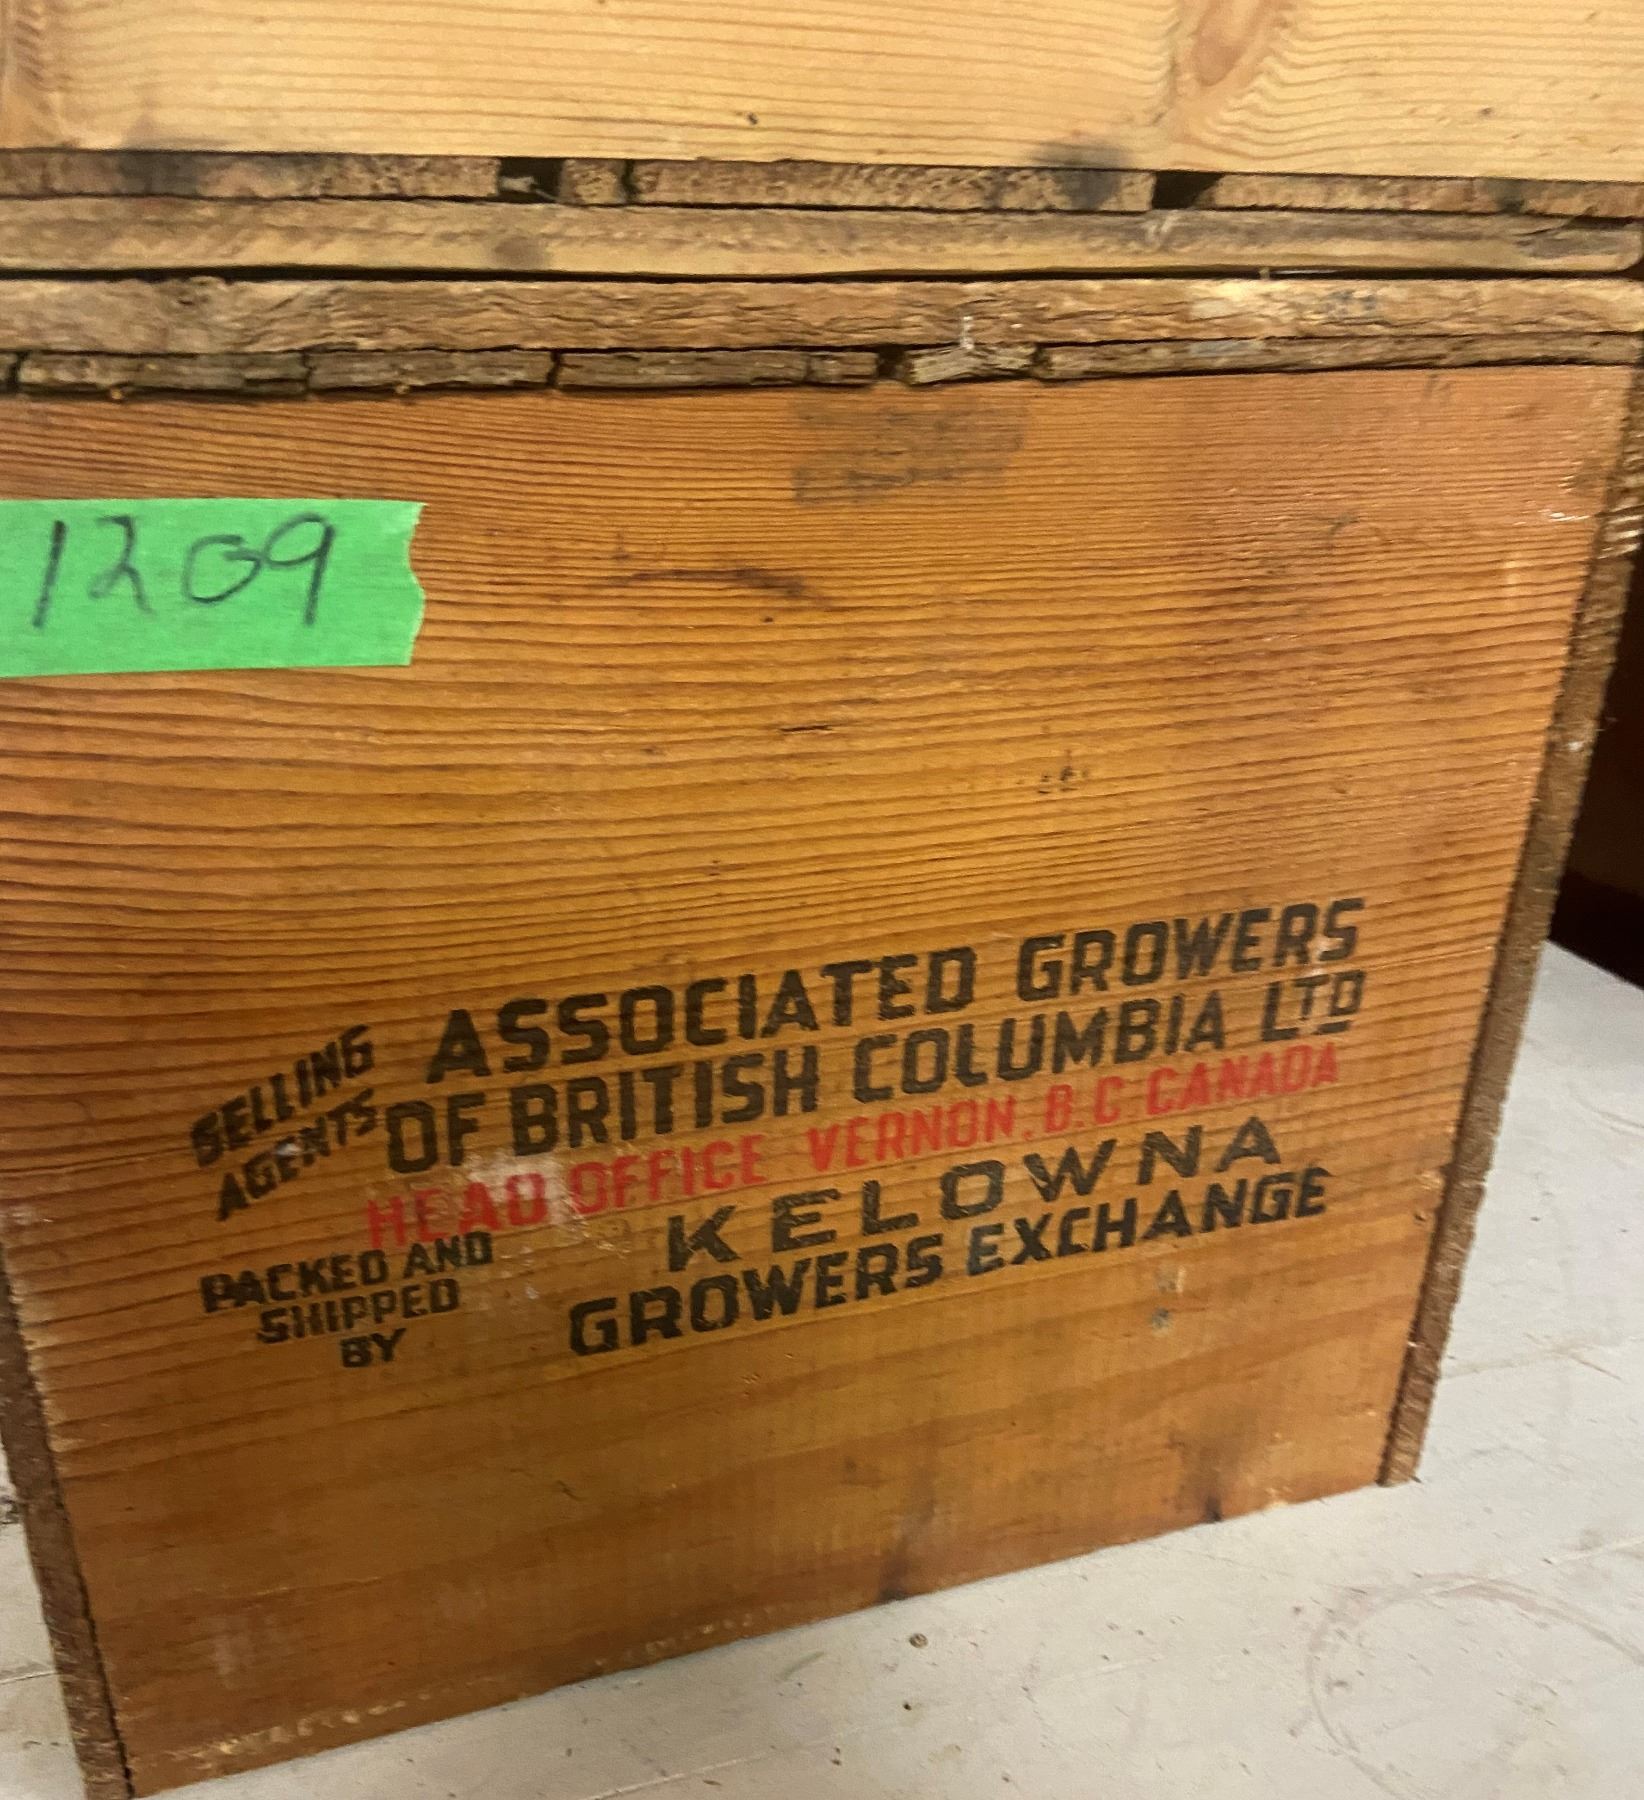 1209
SELLING AGENTS
ASSOCIATED GROWERS
OF BRITISH COLUMBIA LTD
HEAD OFFICE VERNON. B.C. CANADA
PACKED AND
SHIPPED
BY
KELOWNA
GROWERS EXCHANGE